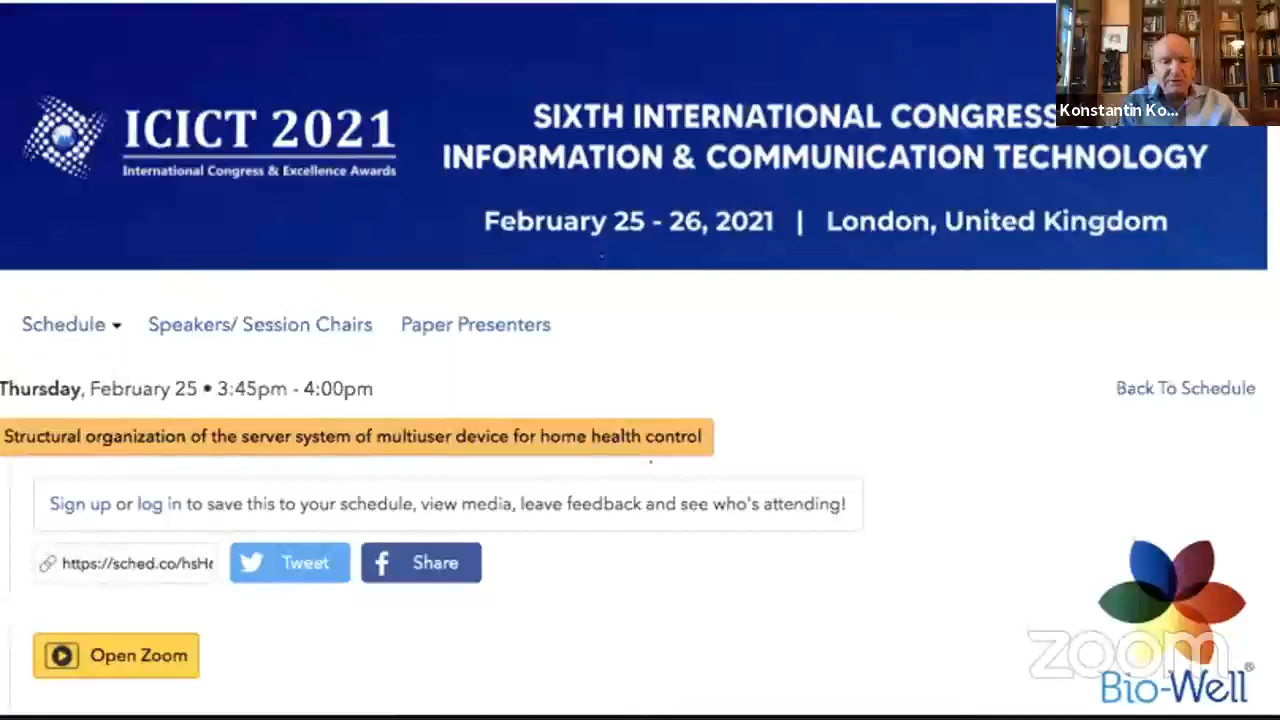 Konstantin Ko...
ICICT 2021
International Congress & Excellence Awards
SIXTH INTERNATIONAL CONGRESS
INFORMATION & COMMUNICATION TECHNOLOGY
February 25 - 26, 2021 | London, United Kingdom
Schedule Speakers/ Session Chairs Paper Presenters
Thursday, February 25 • 3:45pm - 4:00pm
Back To Schedule
Structural organization of the server system of multiuser device for home health control
Sign up or log in to save this to your schedule, view media, leave feedback and see who's attending!
https://sched.co/hsH
Tweet
Share
Open Zoom
zoom
Bio-Well®